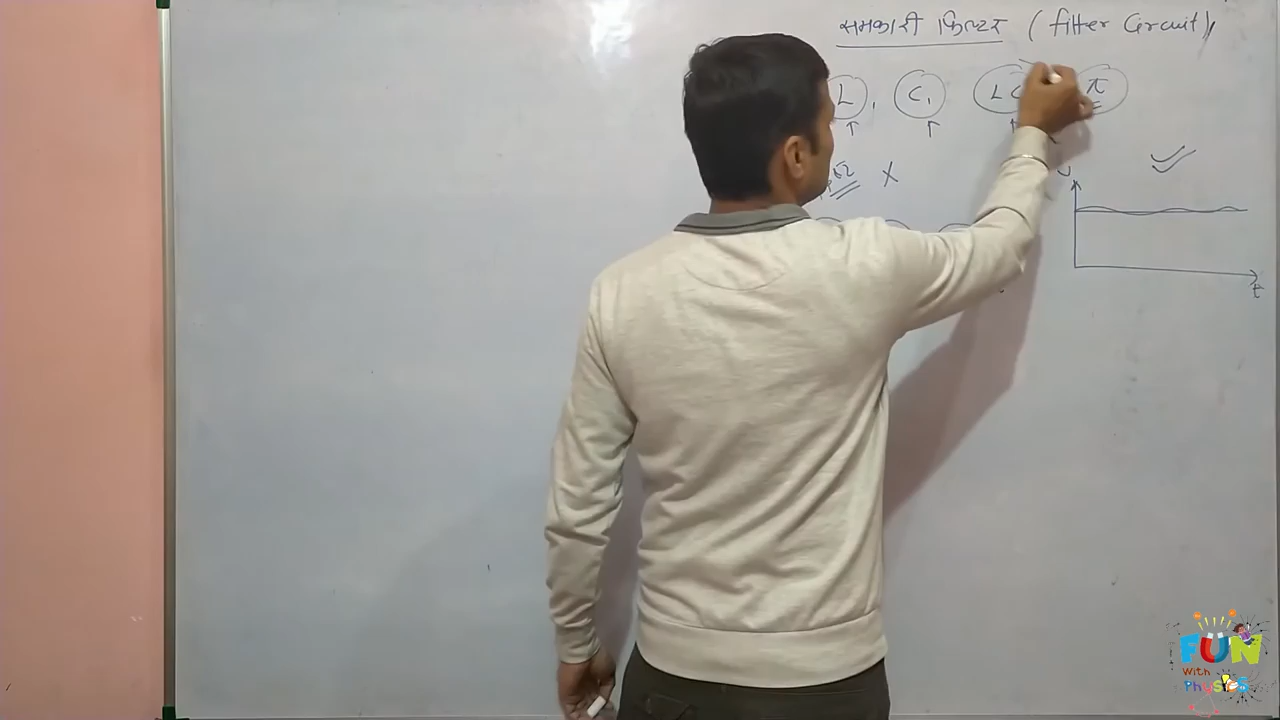 समकारी फिल्टर (filter Circuit)
L, C, LC π
X
t
FUN
With
Physics